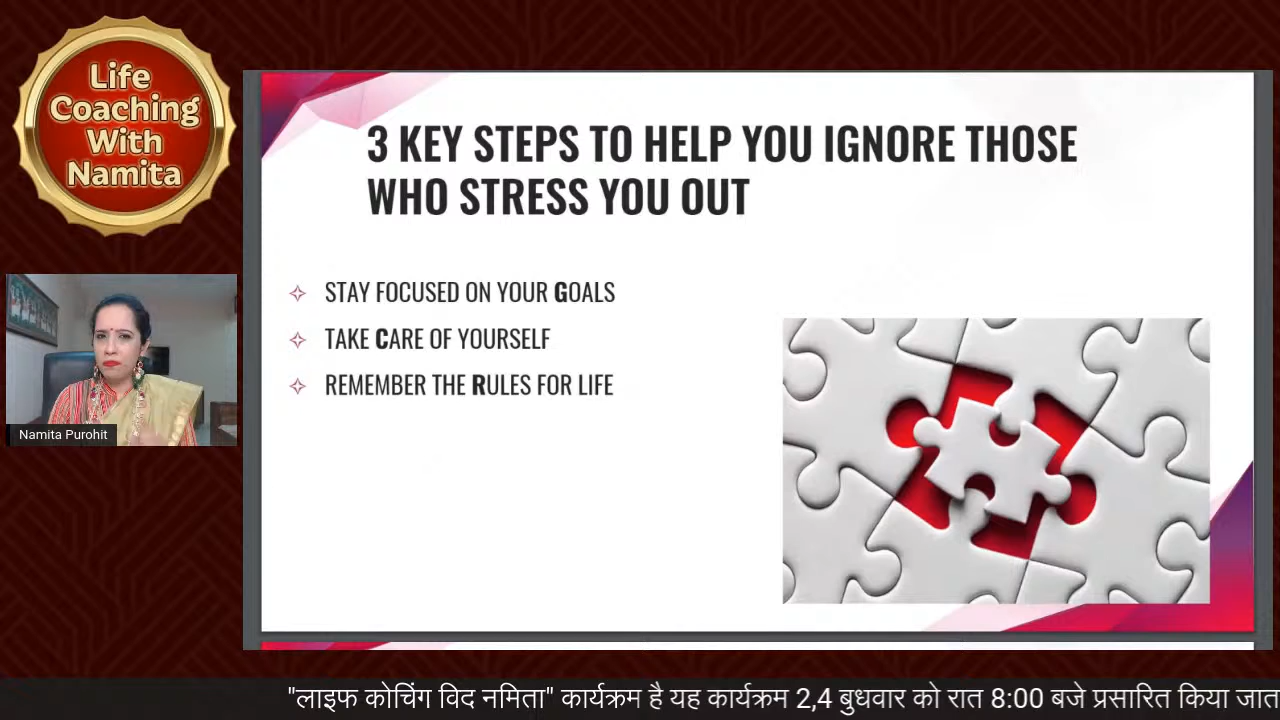 Life
Coaching
With
Namita
3 KEY STEPS TO HELP YOU IGNORE THOSE
WHO STRESS YOU OUT
STAY FOCUSED ON YOUR GOALS
TAKE CARE OF YOURSELF
REMEMBER THE RULES FOR LIFE
Namita Purohit
"लाइफ कोचिंग विद नमिता" कार्यक्रम है यह कार्यक्रम 2,4 बुधवार को रात 8:00 बजे प्रसारित किया जात